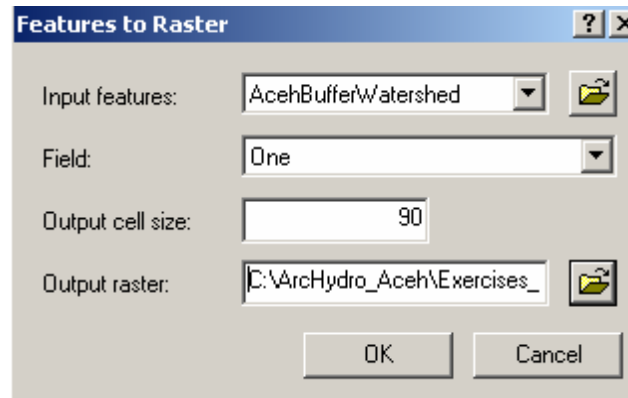 Features to Raster
Input features: AcehBufferWatershed
Field: One
Output cell size: 90
Output raster: C:\ArcHydro_Aceh\Exercises_
OK Cancel